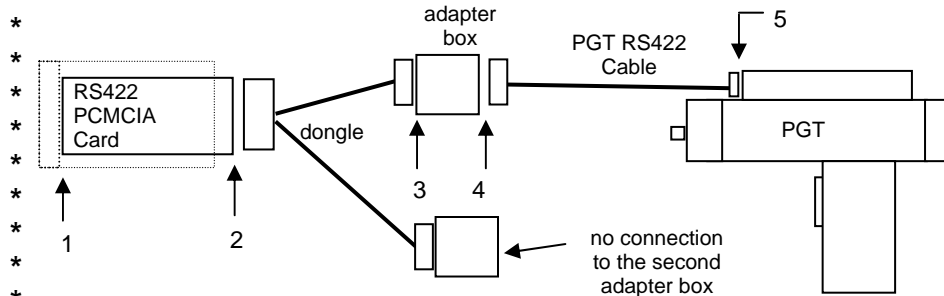 *
*
*
*
*
*
*
*
*
adapter
box
PGT RS422
Cable
5
RS422
PCMCIA
Card
dongle
PGT
3
4
1
2
no connection
to the second
adapter box